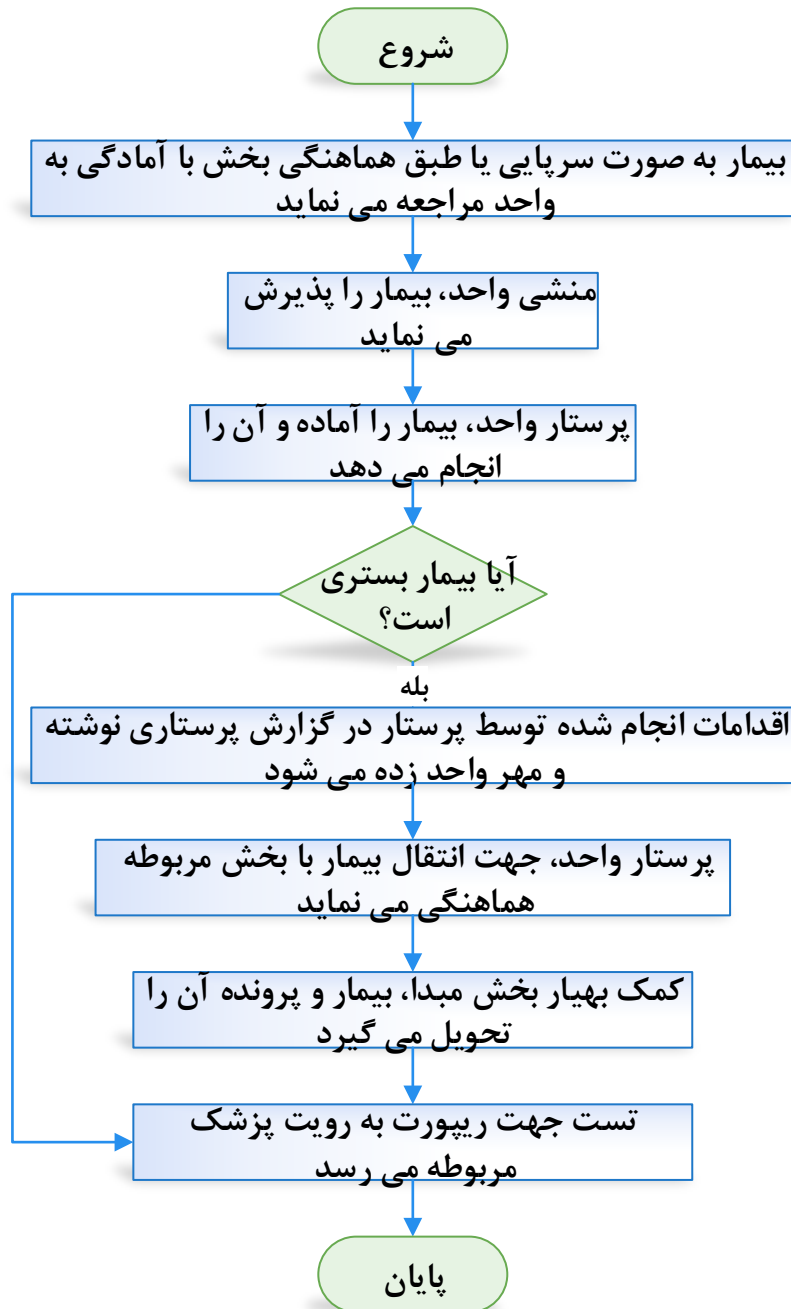 شروع
بیمار به صورت سرپایی یا طبق هماهنگی بخش با آمادگی به
واحد مراجعه می نماید
منشی واحد، بیمار را پذیرش
می نماید
پرستار واحد، بیمار را آماده و آن را
انجام می دهد
آیا بیمار بستری
است؟
بله
اقدامات انجام شده توسط پرستار در گزارش پرستاری نوشته
و مهر واحد زده می شود
پرستار واحد، جهت انتقال بیمار با بخش مربوطه
هماهنگی می نماید
کمک بهیار بخش مبدا، بیمار و پرونده آن را
تحویل می گیرد
تست جهت ریپورت به رویت پزشک
مربوطه می رسد
پایان